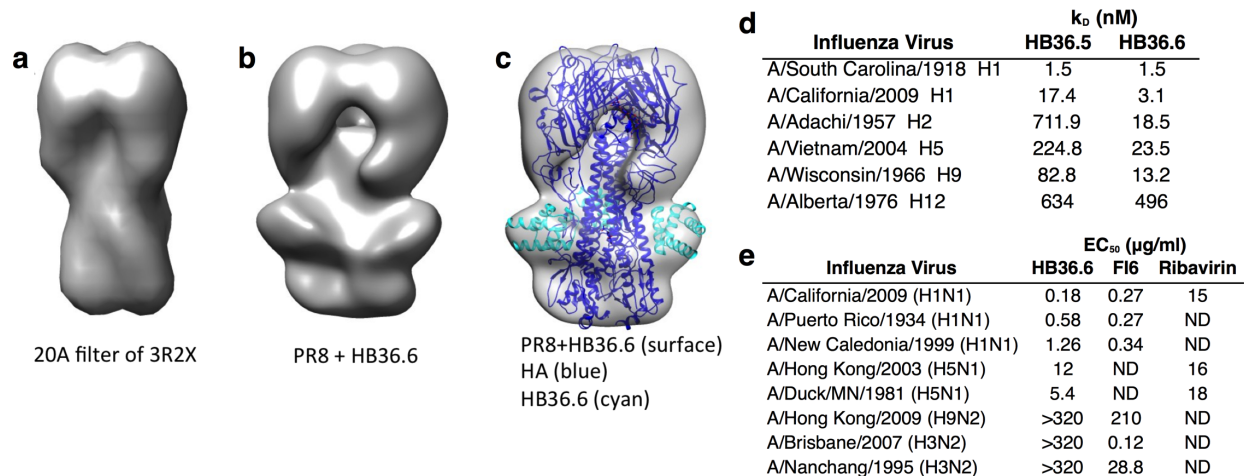 a
20A filter of 3R2X
b
PR8 + HB36.6
c
PR8+HB36.6 (surface)
HA (blue)
HB36.6 (cyan)
d
k_D (nM)
Influenza Virus HB36.5 HB36.6
A/South Carolina/1918 H1 1.5 1.5
A/California/2009 H1 17.4 3.1
A/Adachi/1957 H2 711.9 18.5
A/Vietnam/2004 H5 224.8 23.5
A/Wisconsin/1966 H9 82.8 13.2
A/Alberta/1976 H12 634 496
e
EC₅₀ (µg/ml)
Influenza Virus HB36.6 FI6 Ribavirin
A/California/2009 (H1N1) 0.18 0.27 15
A/Puerto Rico/1934 (H1N1) 0.58 0.27 ND
A/New Caledonia/1999 (H1N1) 1.26 0.34 ND
A/Hong Kong/2003 (H5N1) 12 ND 16
A/Duck/MN/1981 (H5N1) 5.4 ND 18
A/Hong Kong/2009 (H9N2) >320 210 ND
A/Brisbane/2007 (H3N2) >320 0.12 ND
A/Nanchang/1995 (H3N2) >320 28.8 ND